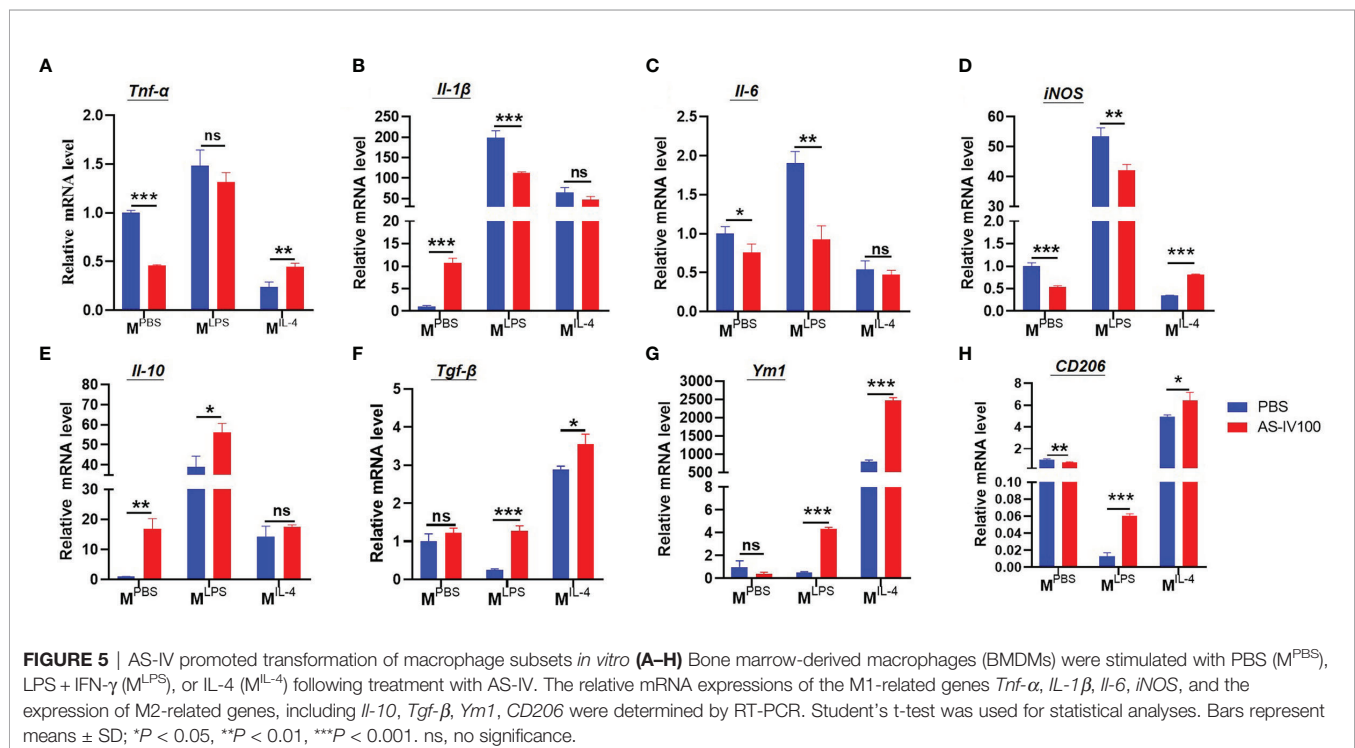 A
Tnf-α
Relative mRNA level
2.0
1.5
1.0
0.5
0.0
***
ns
**
M^PBS M^LPS M^IL-4
B
Il-1β
Relative mRNA level
250
200
150
100
50
20
15
10
5
0
***
***
ns
M^PBS M^LPS M^IL-4
C
Il-6
Relative mRNA level
2.0
1.5
1.0
0.5
0.0
*
**
ns
M^PBS M^LPS M^IL-4
D
iNOS
Relative mRNA level
60
50
40
30
2.0
1.5
1.0
0.5
0.0
***
**
***
M^PBS M^LPS M^IL-4
E
Il-10
Relative mRNA level
80
70
60
50
40
30
20
10
0
**
*
ns
M^PBS M^LPS M^IL-4
F
Tgf-β
Relative mRNA level
5
4
3
2
1
0
ns
***
*
M^PBS M^LPS M^IL-4
G
Ym1
Relative mRNA level
3000
2500
2000
1500
1000
500
8
6
4
2
0
ns
***
***
M^PBS M^LPS M^IL-4
H
CD206
Relative mRNA level
8
6
4
2
0.10
0.08
0.06
0.04
0.02
0.00
**
***
*
M^PBS M^LPS M^IL-4
PBS
AS-IV100
FIGURE 5 | AS-IV promoted transformation of macrophage subsets in vitro (A–H) Bone marrow-derived macrophages (BMDMs) were stimulated with PBS (M^PBS),
LPS + IFN-γ (M^LPS), or IL-4 (M^IL-4) following treatment with AS-IV. The relative mRNA expressions of the M1-related genes Tnf-α, IL-1β, Il-6, iNOS, and the
expression of M2-related genes, including Il-10, Tgf-β, Ym1, CD206 were determined by RT-PCR. Student's t-test was used for statistical analyses. Bars represent
means ± SD; *P < 0.05, **P < 0.01, ***P < 0.001. ns, no significance.